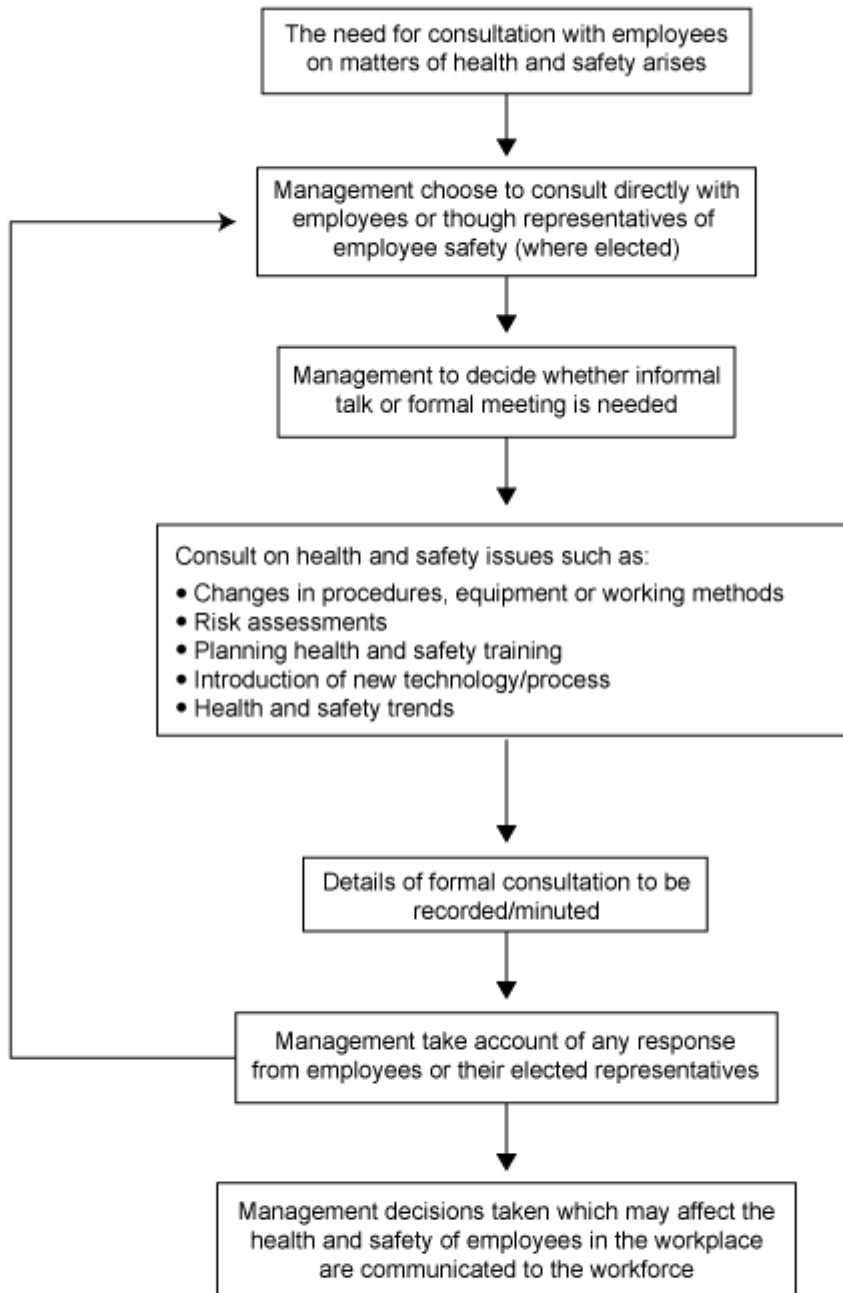 The need for consultation with employees
on matters of health and safety arises
Management choose to consult directly with
employees or though representatives of
employee safety (where elected)
Management to decide whether informal
talk or formal meeting is needed
Consult on health and safety issues such as:
• Changes in procedures, equipment or working methods
• Risk assessments
• Planning health and safety training
• Introduction of new technology/process
• Health and safety trends
Details of formal consultation to be
recorded/minuted
Management take account of any response
from employees or their elected representatives
Management decisions taken which may affect the
health and safety of employees in the workplace
are communicated to the workforce